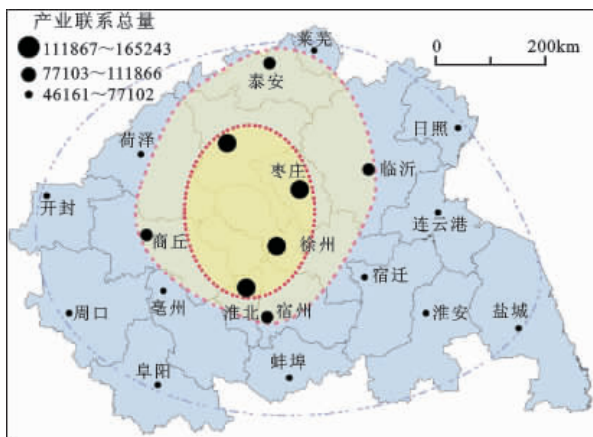 产业联系总量
111867～165243
77103～111866
46161～77102
莱芜
0 200km
泰安
日照
荷泽
枣庄
临沂
开封
连云港
商丘
徐州
宿迁
亳州
周口
淮北
宿州
淮安
盐城
蚌埠
阜阳